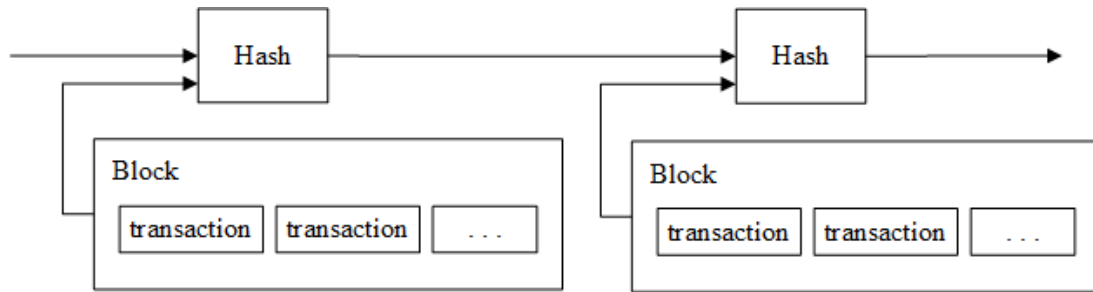 Hash
Hash
Block
transaction
transaction
. . .
Block
transaction
transaction
. . .